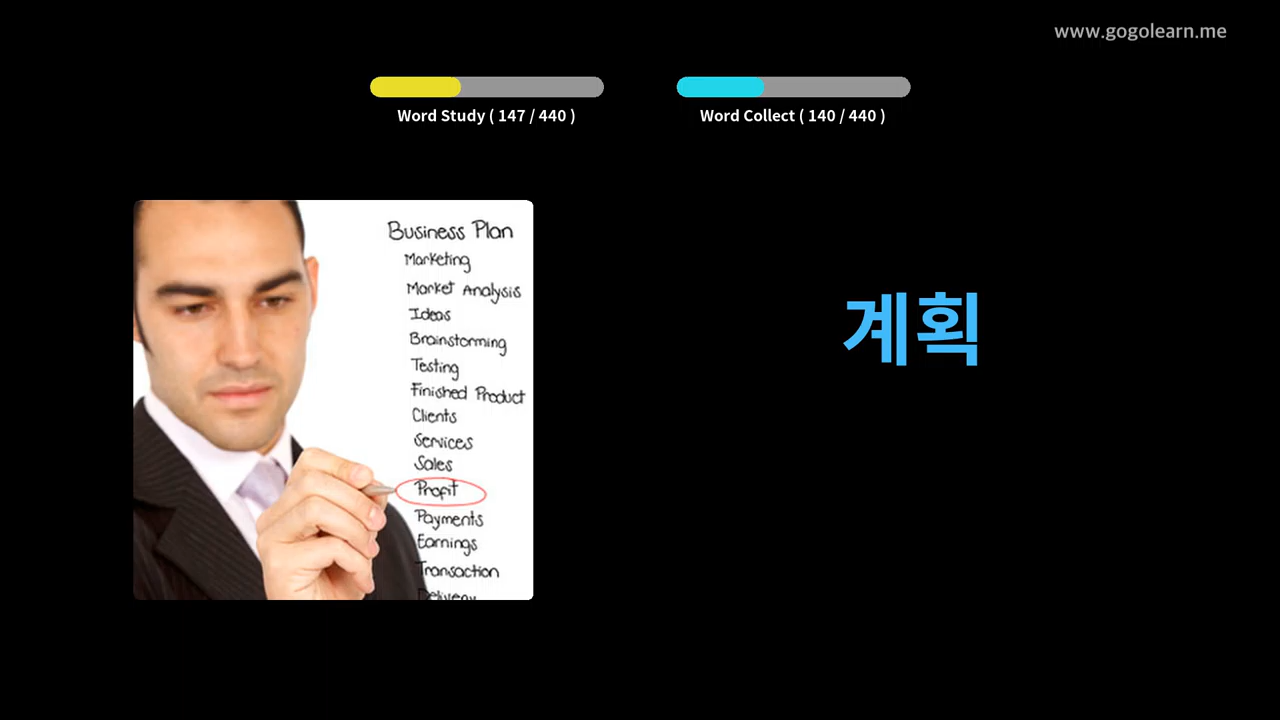 www.gogolearn.me
Word Study ( 147 / 440 )
Word Collect ( 140 / 440 )
Business Plan
Marketing
Market Analysis
Ideas
Brainstorming
Testing
Finished Product
Clients
Services
Sales
Profit
Payments
Earnings
Transaction
Delivery
계획